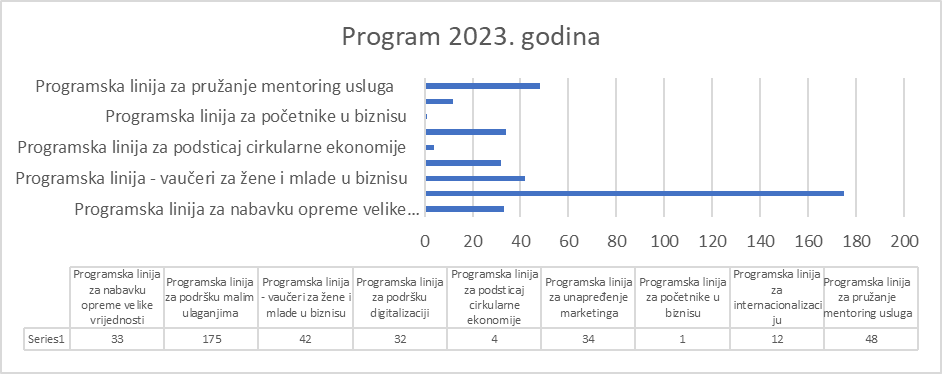 Program 2023. godina
Programska linija za pružanje mentoring usluga
Programska linija za početnike u biznisu
Programska linija za podsticaj cirkularne ekonomije
Programska linija - vaučeri za žene i mlade u biznisu
Programska linija za nabavku opreme velike...
0 20 40 60 80 100 120 140 160 180 200
Programska linija
za nabavku
opreme velike
vrijednosti
Programska linija
za podršku malim
ulaganjima
Programska linija
- vaučeri za žene i
mlade u biznisu
Programska linija
za podršku
digitalizaciji
Programska linija
za podsticaj
cirkularne
ekonomije
Programska linija
za unapređenje
marketinga
Programska linija
za početnike u
biznisu
Programska linija
za
internacionalizaci
ju
Programska linija
za pružanje
mentoring usluga
Series1 33 175 42 32 4 34 1 12 48